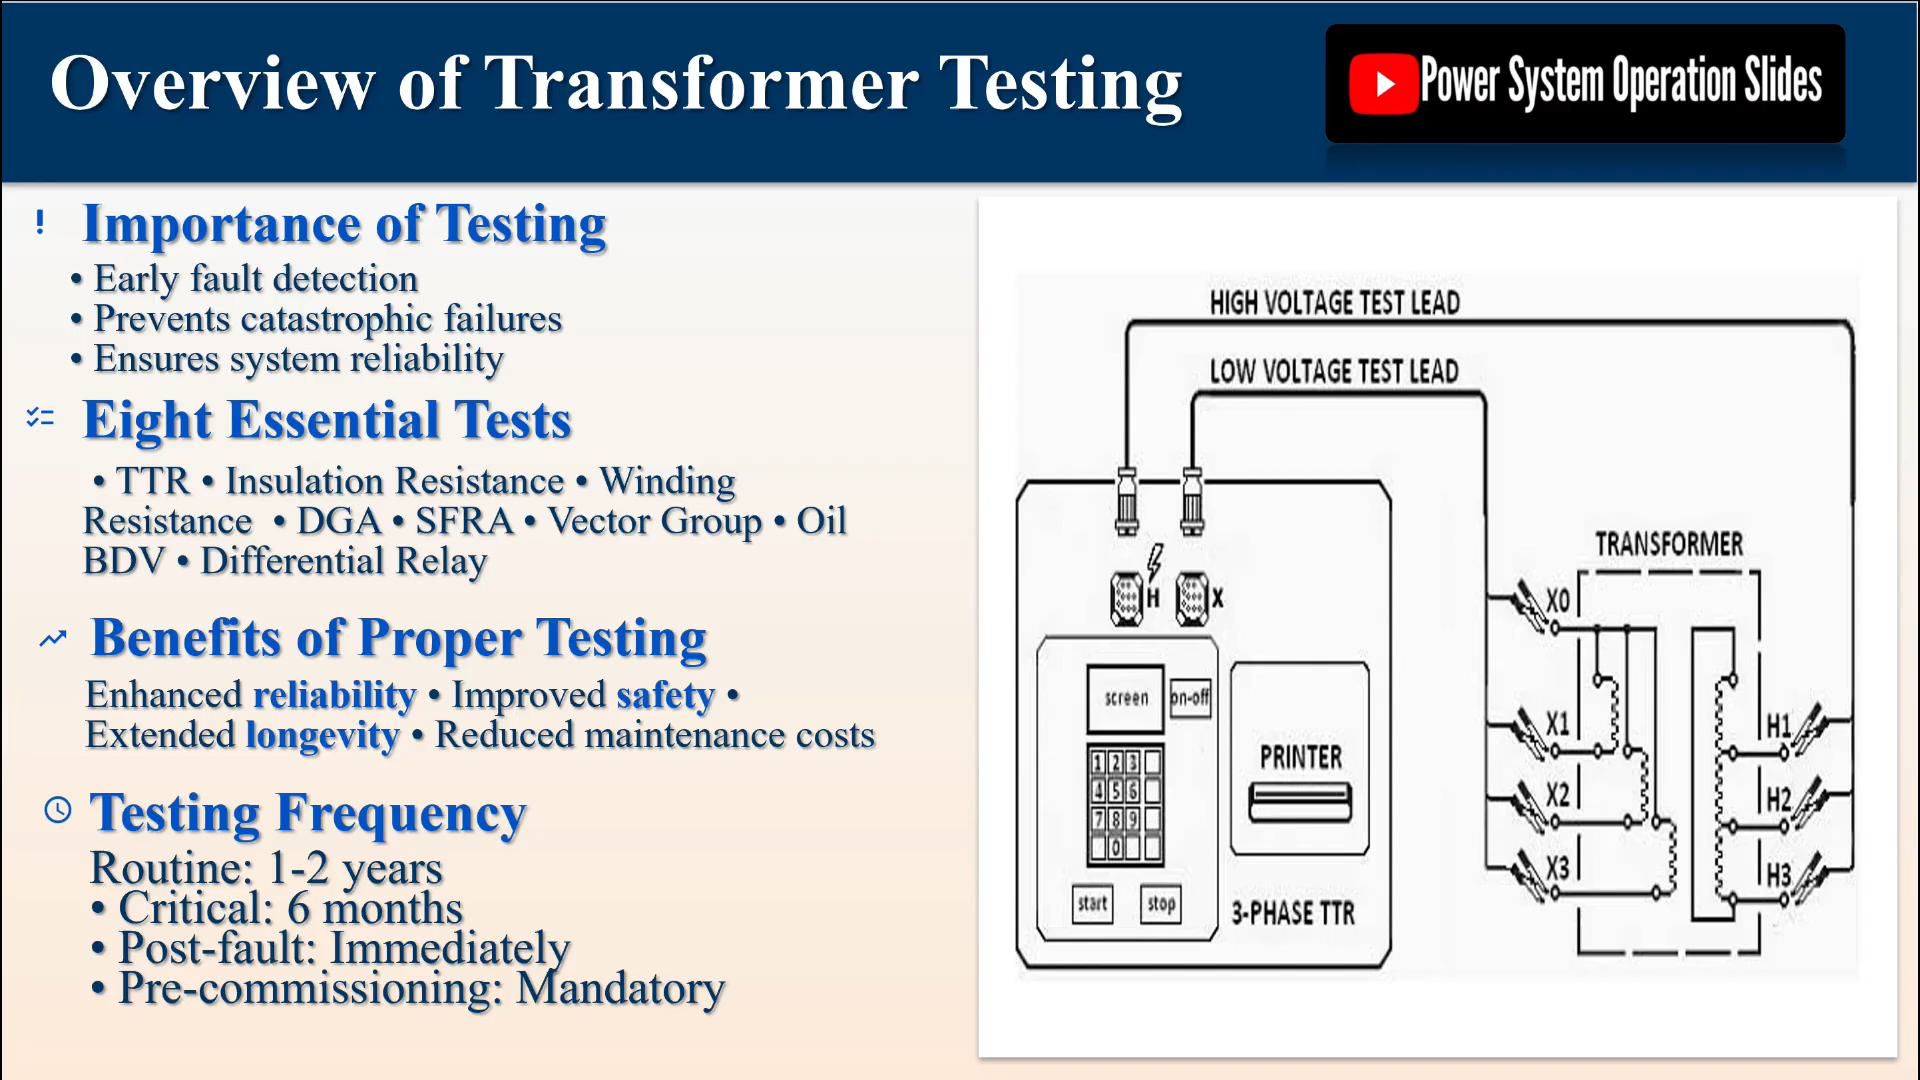 Overview of Transformer Testing
Power System Operation Slides
! Importance of Testing
• Early fault detection
• Prevents catastrophic failures
• Ensures system reliability
Eight Essential Tests
• TTR • Insulation Resistance • Winding
Resistance • DGA • SFRA • Vector Group • Oil
BDV • Differential Relay
Benefits of Proper Testing
Enhanced reliability • Improved safety •
Extended longevity • Reduced maintenance costs
Testing Frequency
Routine: 1-2 years
• Critical: 6 months
• Post-fault: Immediately
• Pre-commissioning: Mandatory
HIGH VOLTAGE TEST LEAD
LOW VOLTAGE TEST LEAD
TRANSFORMER
H X
screen
on-off
1 2 3
4 5 6
7 8 9
0
start
stop
PRINTER
3-PHASE TTR
X0
X1
X2
X3
H1
H2
H3